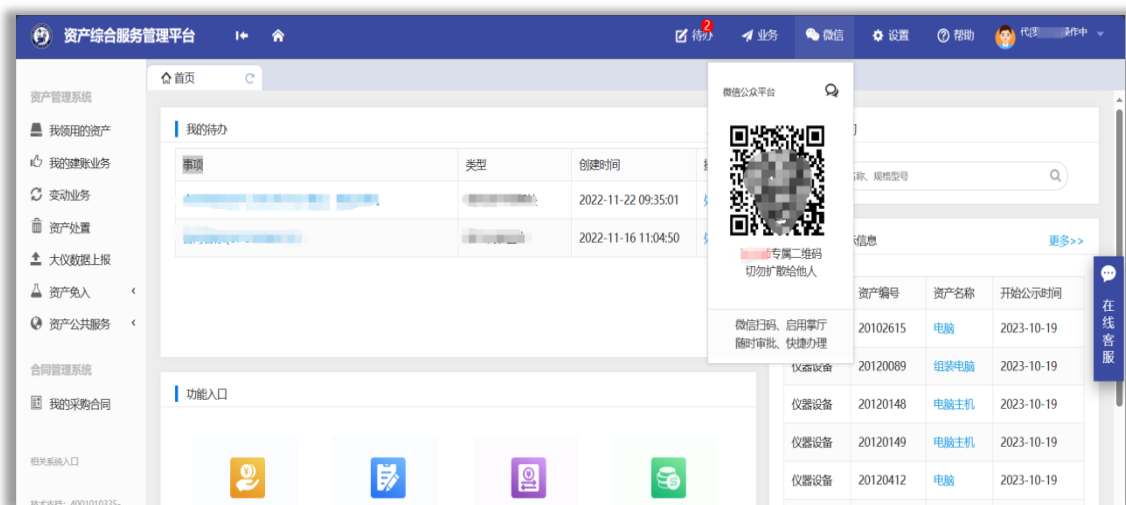 资产综合服务管理平台
待办
2
业务
微信
设置
帮助
首页
资产管理系统
我领用的资产
我的建账业务
变动业务
资产处置
大仪数据上报
资产免入
资产公共服务
合同管理系统
我的采购合同
相关系统入口
我的待办
事项 类型 创建时间
2022-11-22 09:35:01
2022-11-16 11:04:50
功能入口
微信公众平台
专属二维码
切勿扩散给他人
微信扫码、启用掌厅
随时审批、快捷办理
称、规格型号
信息 更多>>
资产编号 资产名称 开始公示时间
20102615 电脑 2023-10-19
仪器设备 20120089 组装电脑 2023-10-19
仪器设备 20120148 电脑主机 2023-10-19
仪器设备 20120149 电脑主机 2023-10-19
仪器设备 20120412 电脑 2023-10-19
在线客服